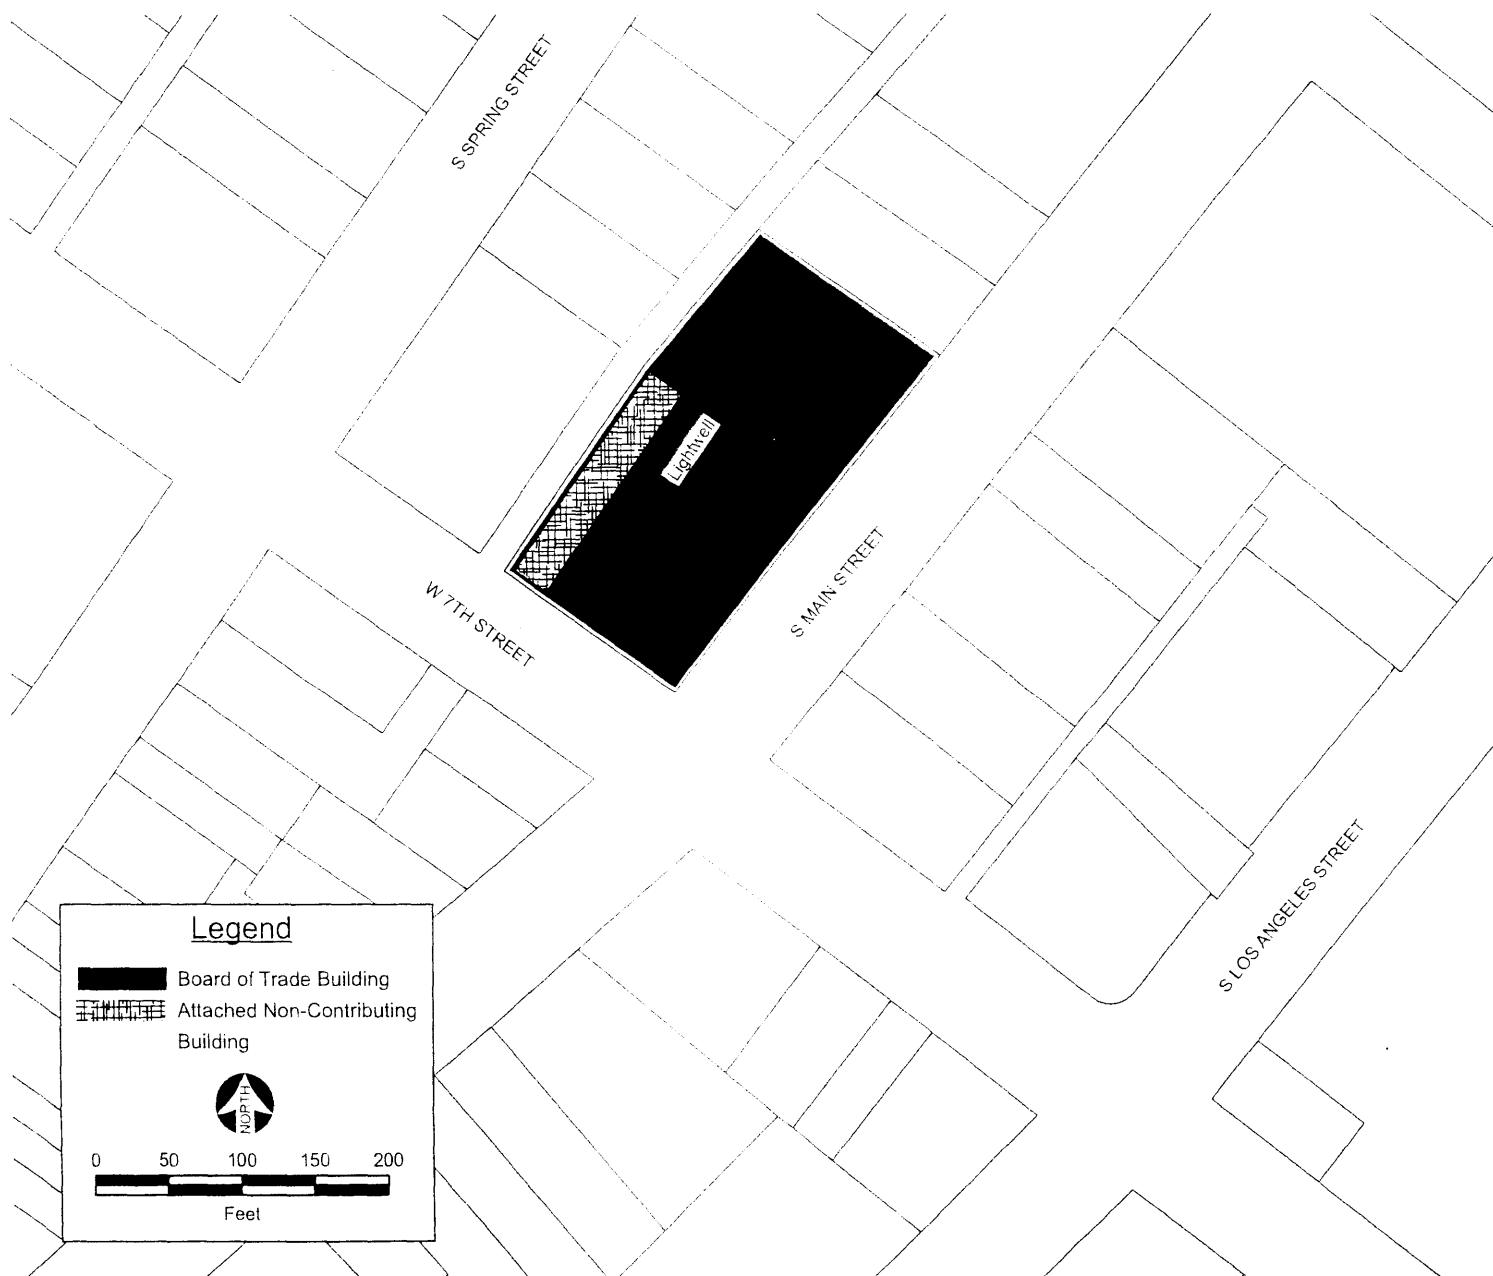 S SPRING STREET
Lightwell
W 7TH STREET
S MAIN STREET
S LOS ANGELES STREET
Legend
Board of Trade Building
Attached Non-Contributing
Building
NORTH
0 50 100 150 200
Feet